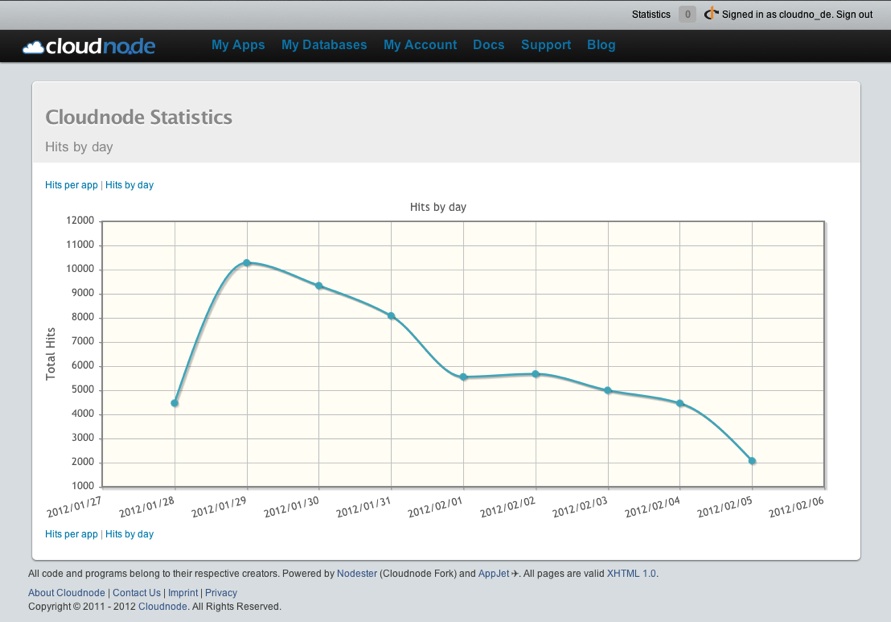 Statistics 0 Signed in as cloudno_de. Sign out
cloudno.de My Apps My Databases My Account Docs Support Blog
Cloudnode Statistics
Hits by day
Hits per app | Hits by day
Hits by day
12000
11000
10000
9000
8000
7000
6000
5000
4000
3000
2000
1000
Total Hits
2012/01/27 2012/01/28 2012/01/29 2012/01/30 2012/01/31 2012/02/01 2012/02/02 2012/02/03 2012/02/04 2012/02/05 2012/02/06
Hits per app | Hits by day
All code and programs belong to their respective creators. Powered by Nodester (Cloudnode Fork) and AppJet ✈. All pages are valid XHTML 1.0.
About Cloudnode | Contact Us | Imprint | Privacy
Copyright © 2011 - 2012 Cloudnode. All Rights Reserved.